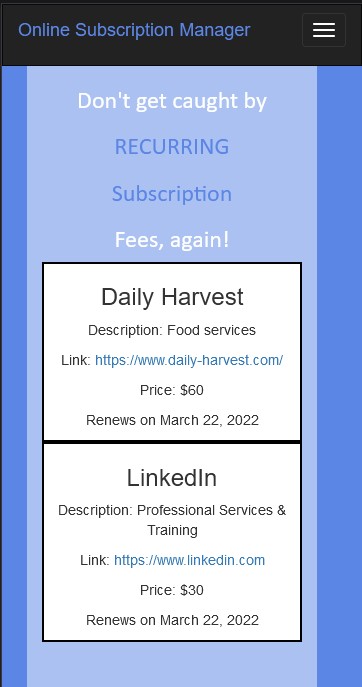 Online Subscription Manager
Don't get caught by
RECURRING
Subscription
Fees, again!
Daily Harvest
Description: Food services
Link: https://www.daily-harvest.com/
Price: $60
Renews on March 22, 2022
LinkedIn
Description: Professional Services &
Training
Link: https://www.linkedin.com
Price: $30
Renews on March 22, 2022